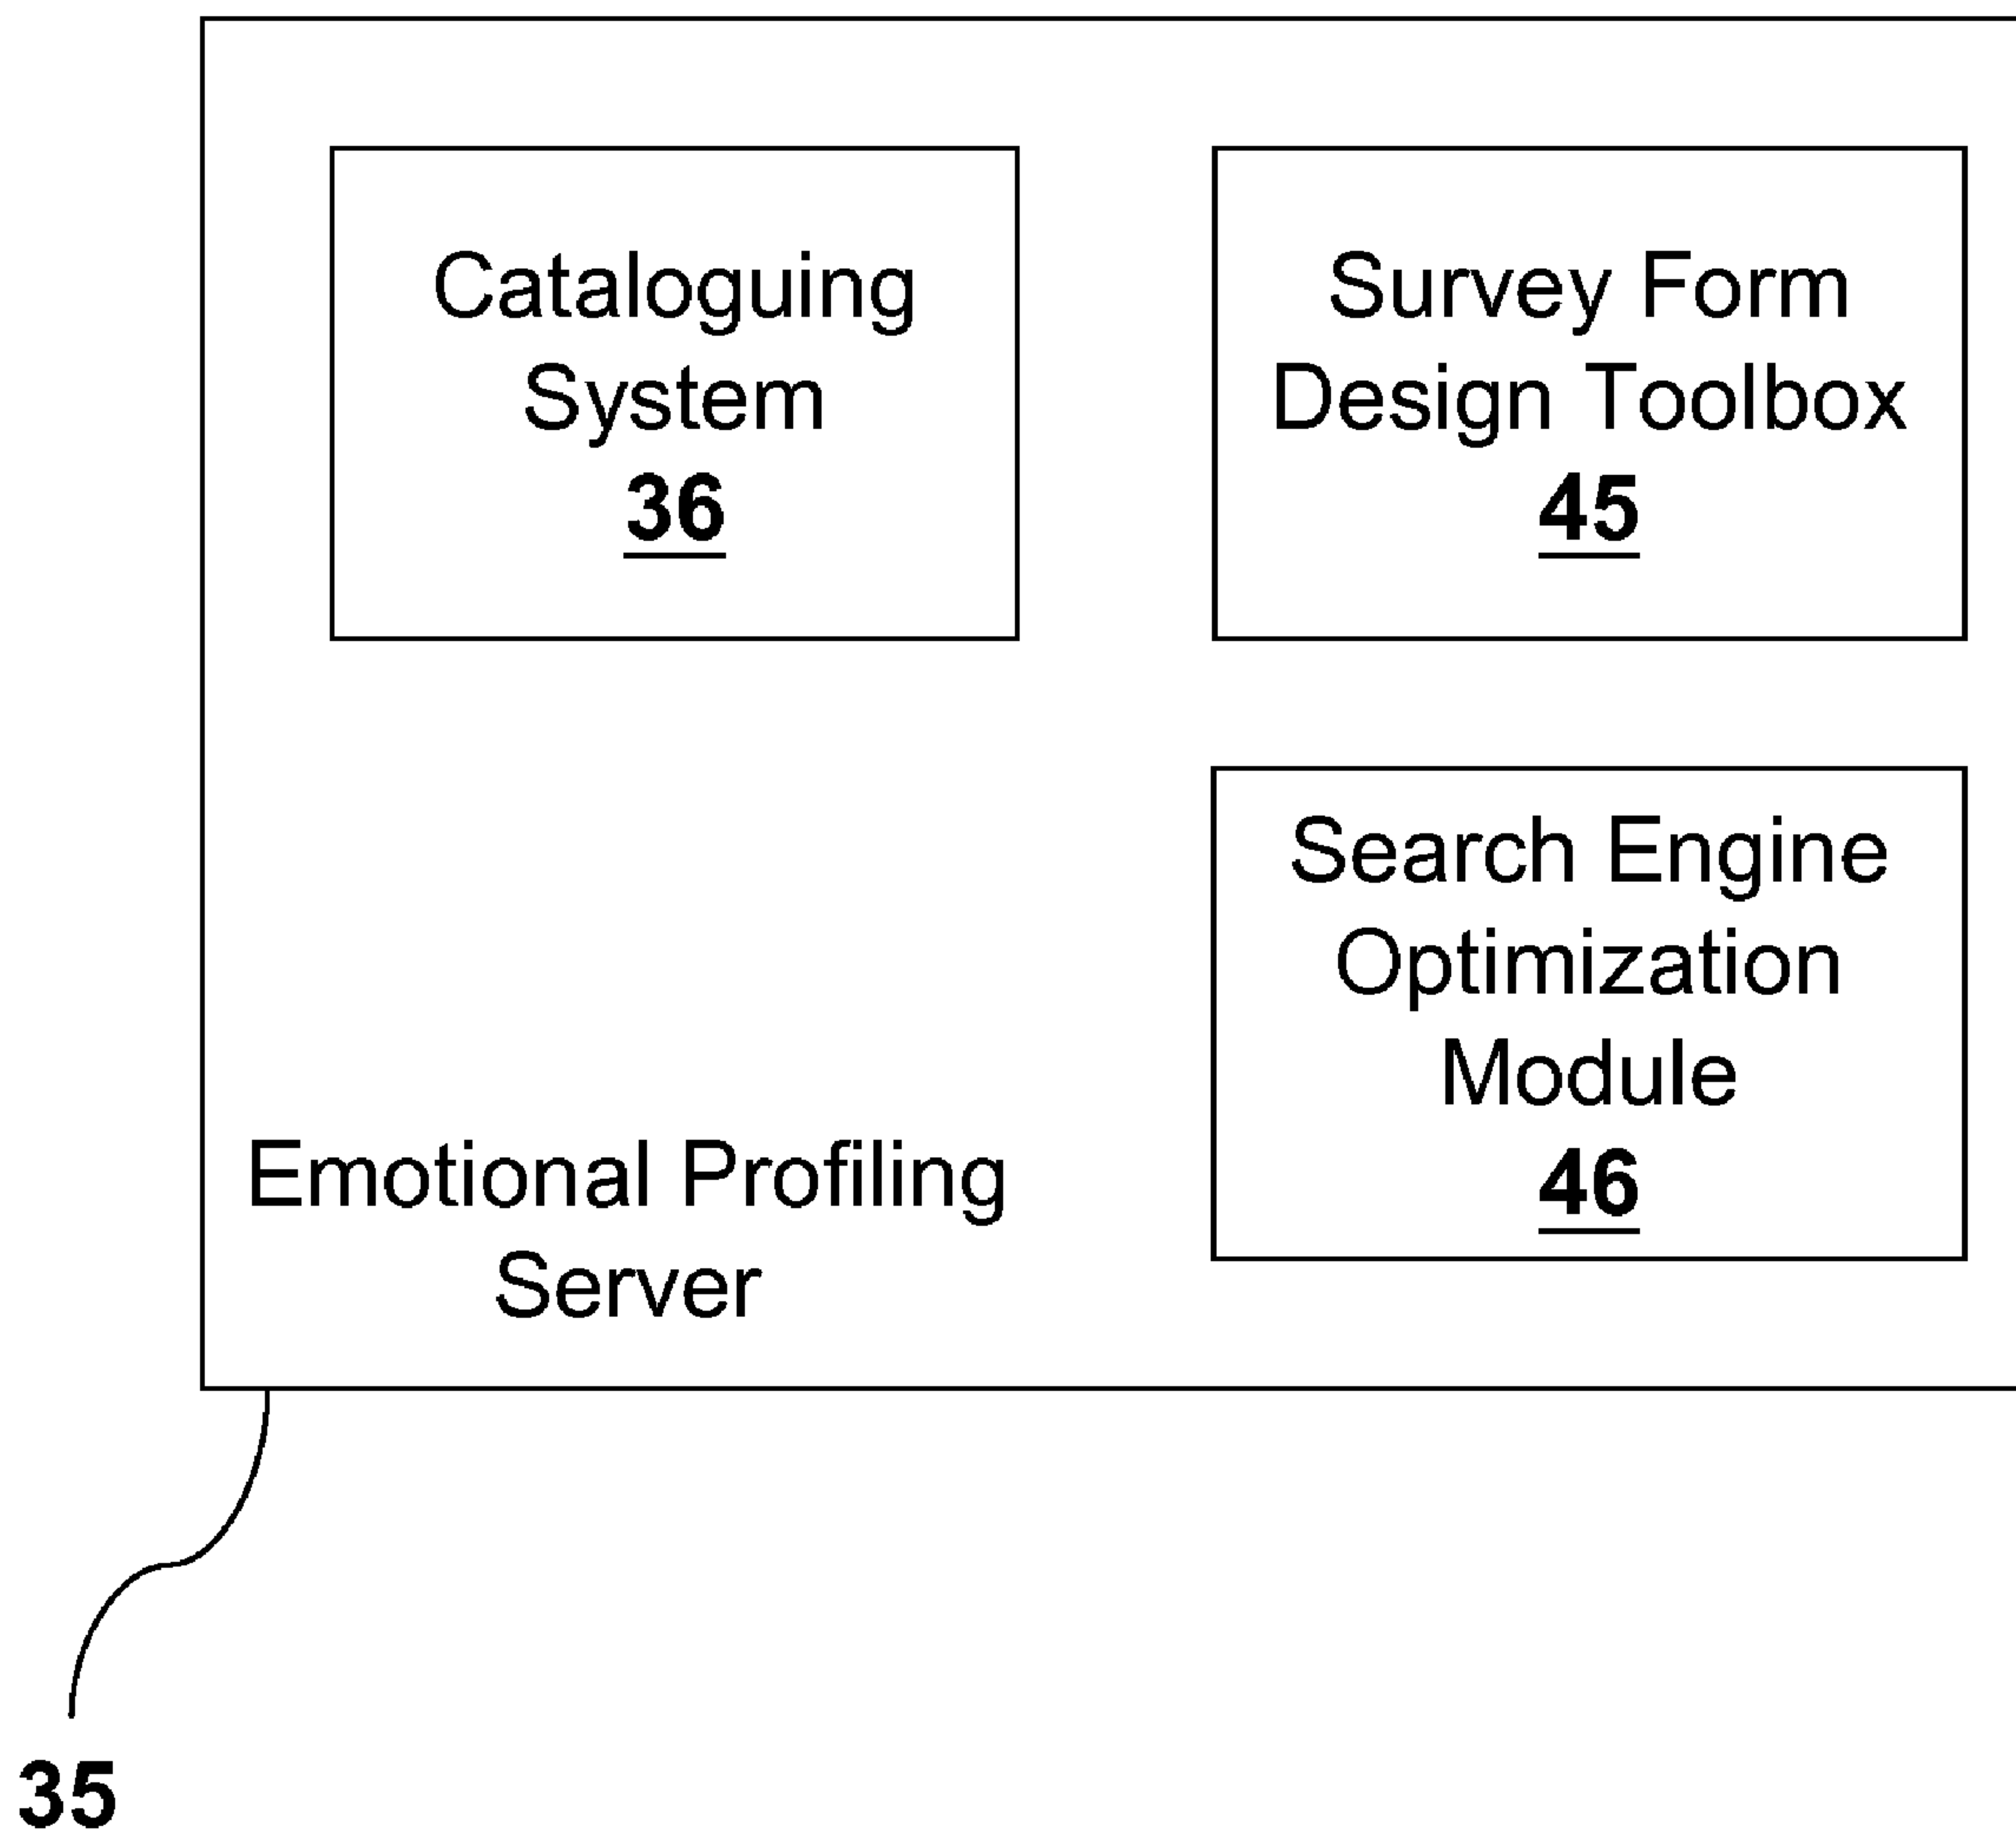 Cataloguing
System
36
Survey Form
Design Toolbox
45
Search Engine
Optimization
Module
46
Emotional Profiling
Server
35